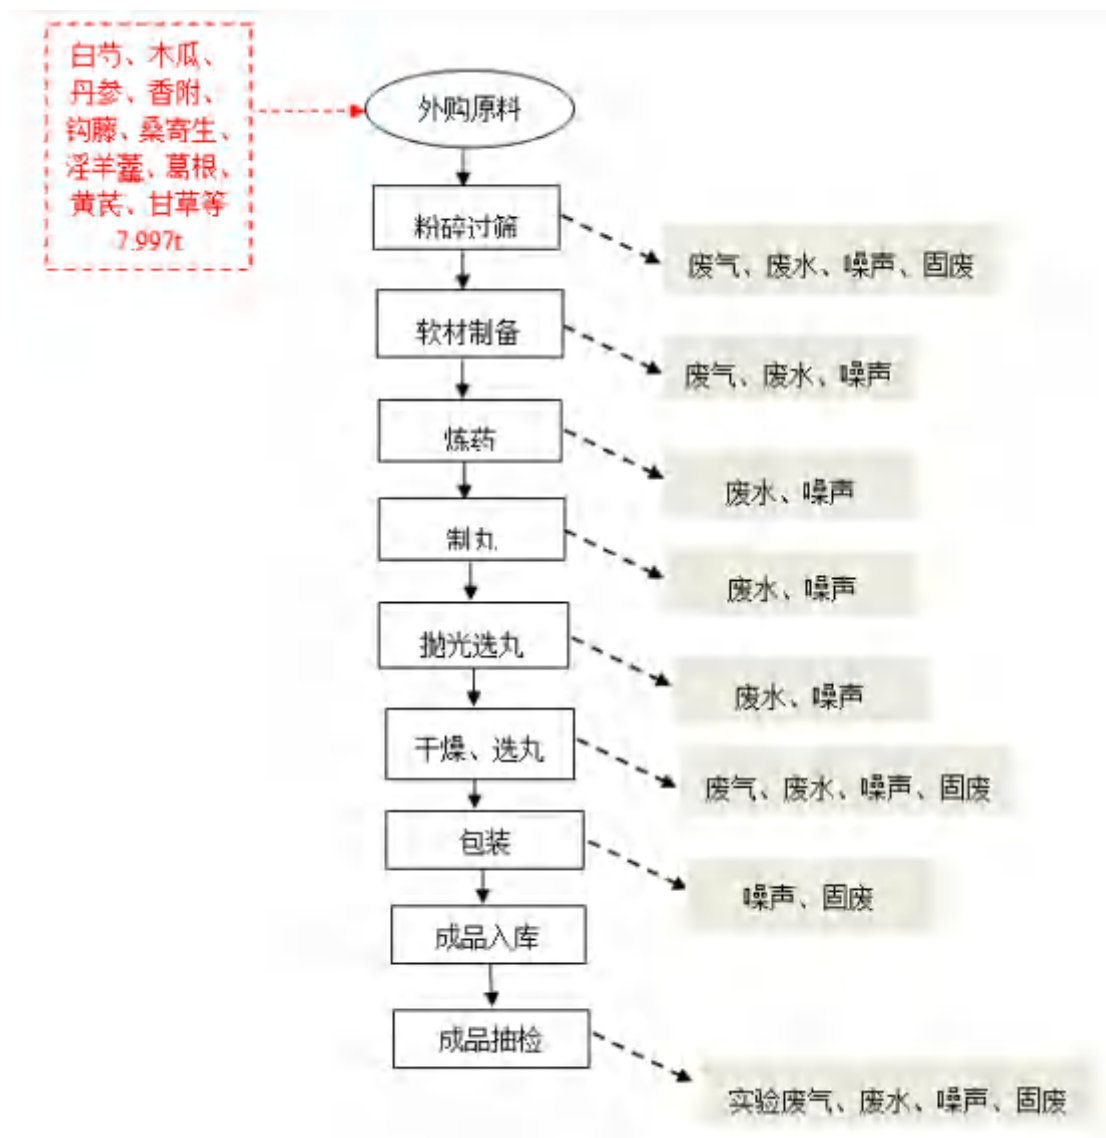 白芍、木瓜、
丹参、香附、
钩藤、桑寄生、
淫羊藿、葛根、
黄芪、甘草等
7.997t
外购原料
粉碎过筛
废气、废水、噪声、固废
软材制备
废气、废水、噪声
炼药
废水、噪声
制丸
废水、噪声
抛光选丸
废水、噪声
干燥、选丸
废气、废水、噪声、固废
包装
噪声、固废
成品入库
成品抽检
实验废气、废水、噪声、固废